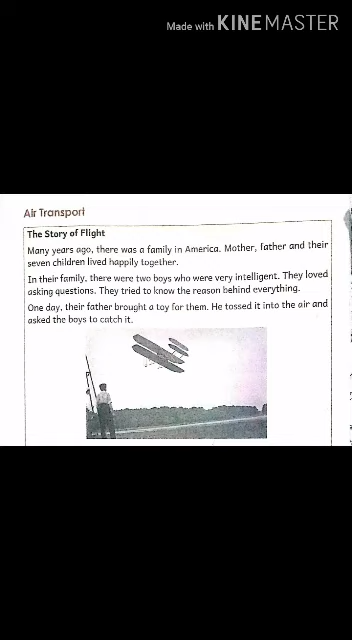 Made with KINEMASTER
Air Transport
The Story of Flight
Many years ago, there was a family in America. Mother, father and their
seven children lived happily together.
In their family, there were two boys who were very intelligent. They loved
asking questions. They tried to know the reason behind everything.
One day, their father brought a toy for them. He tossed it into the air and
asked the boys to catch it.